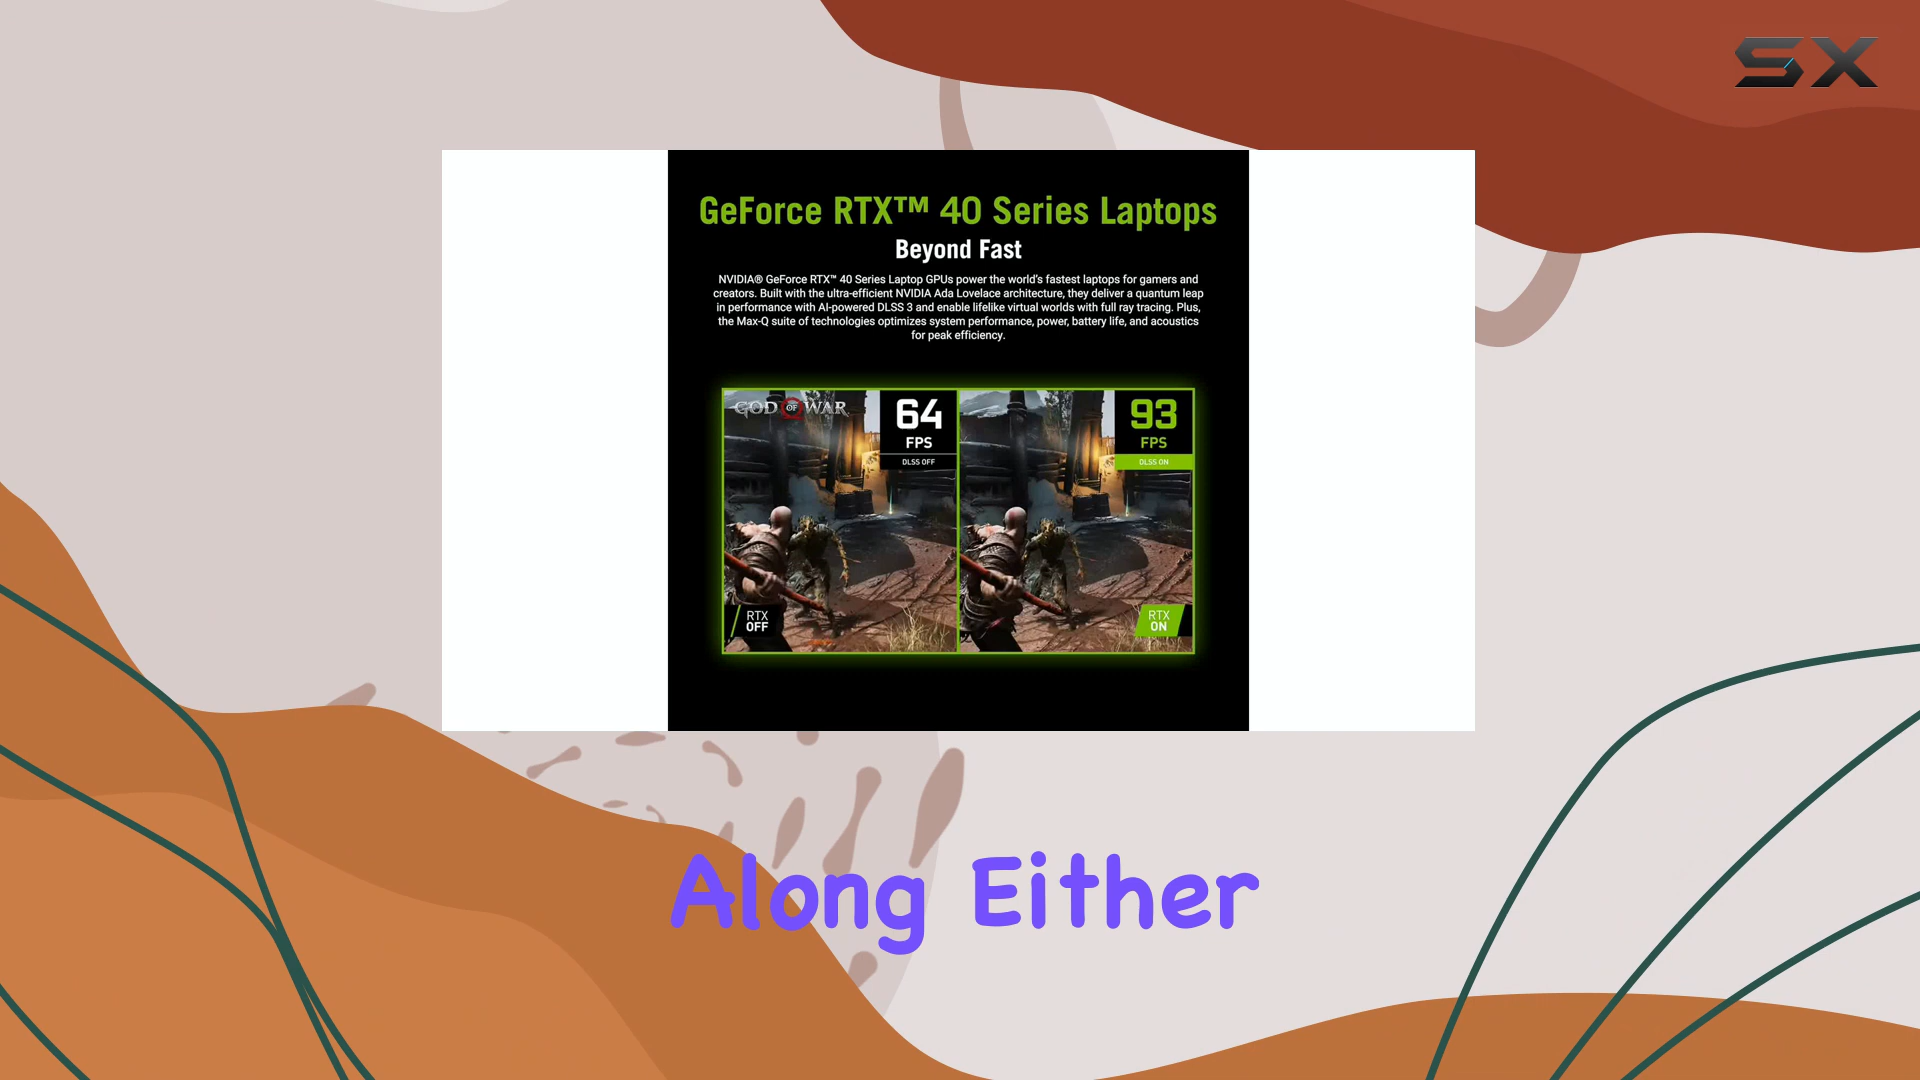 SX
GeForce RTX™ 40 Series Laptops
Beyond Fast
NVIDIA® GeForce RTX™ 40 Series Laptop GPUs power the world's fastest laptops for gamers and
creators. Built with the ultra-efficient NVIDIA Ada Lovelace architecture, they deliver a quantum leap
in performance with AI-powered DLSS 3 and enable lifelike virtual worlds with full ray tracing. Plus,
the Max-Q suite of technologies optimizes system performance, power, battery life, and acoustics
for peak efficiency.
GOD OF WAR
64
FPS
DLSS OFF
93
FPS
DLSS ON
RTX
OFF
RTX
ON
Along Either